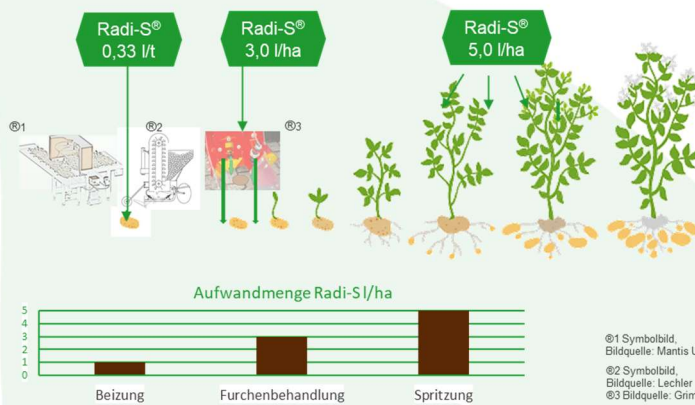 Radi-S®
0,33 l/t
Radi-S®
3,0 l/ha
Radi-S®
5,0 l/ha
®1
®2
®3
Aufwandmenge Radi-S l/ha
5
4
3
2
1
0
Beizung
Furchenbehandlung
Spritzung
®1 Symbolbild,
Bildquelle: Mantis
®2 Symbolbild,
Bildquelle: Lechler
®3 Bildquelle: